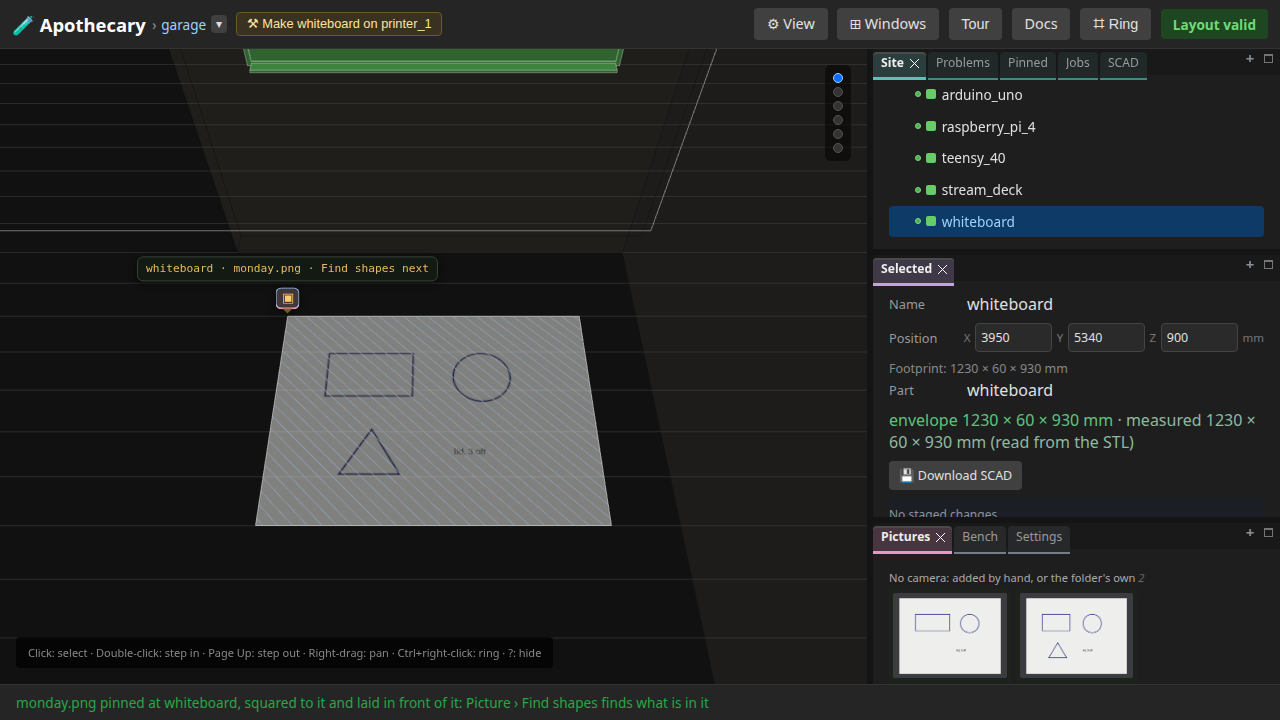 Apothecary › garage ▾ ⚒ Make whiteboard on printer_1 ⚙ View ⊞ Windows Tour Docs ⌗ Ring Layout valid
Site Problems Pinned Jobs SCAD
arduino_uno
raspberry_pi_4
teensy_40
stream_deck
whiteboard
whiteboard · monday.png · Find shapes next
Selected
Name whiteboard
Position X 3950 Y 5340 Z 900 mm
Footprint: 1230 × 60 × 930 mm
Part whiteboard
envelope 1230 × 60 × 930 mm · measured 1230 ×
60 × 930 mm (read from the STL)
Download SCAD
No staged changes
Pictures Bench Settings
No camera: added by hand, or the folder's own 2
Click: select · Double-click: step in · Page Up: step out · Right-drag: pan · Ctrl+right-click: ring · ?: hide
monday.png pinned at whiteboard, squared to it and laid in front of it: Picture › Find shapes finds what is in it